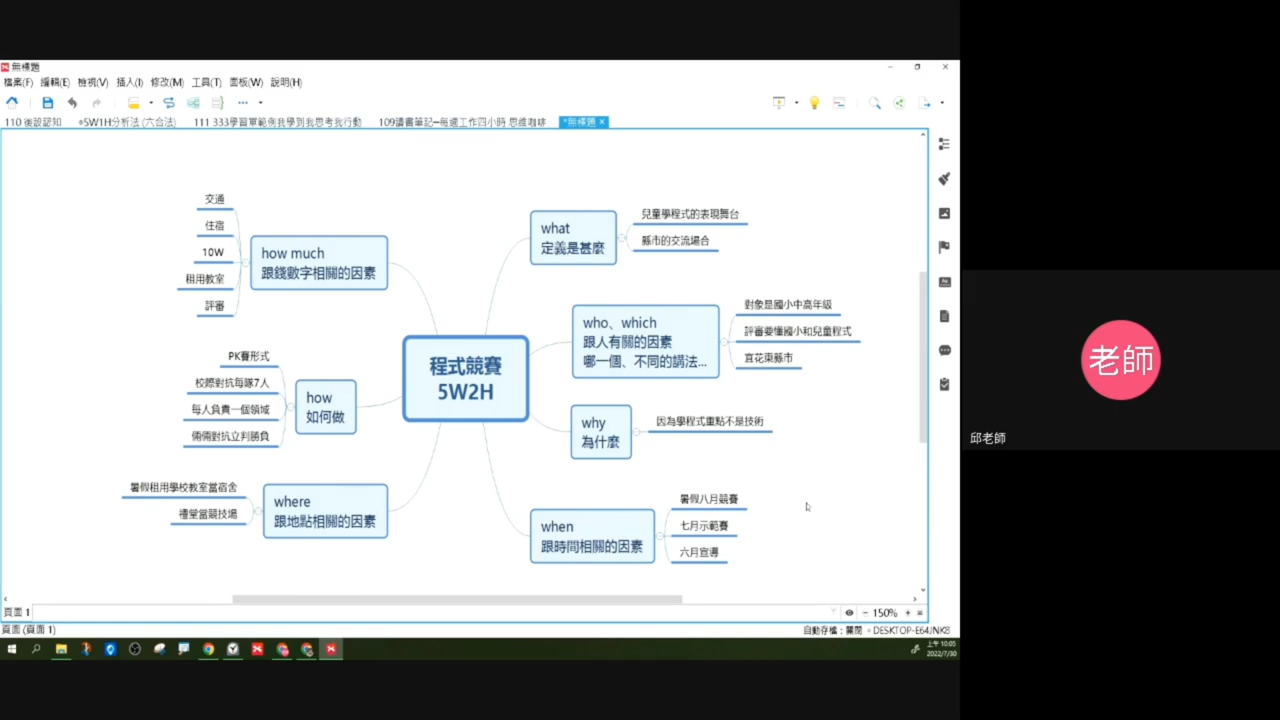 無標題
檔案(F) 編輯(E) 檢視(V) 插入(I) 修改(M) 工具(T) 面板(W) 說明(H)
110 後設認知 *5W1H分析法 (六合法) 111 333學習單範例我學到我思考我行動 109讀書筆記─每週工作四小時 思維咖啡 *無標題 ×
程式競賽
5W2H
what
定義是甚麼
兒童學程式的表現舞台
縣市的交流場合
who、which
跟人有關的因素
哪一個、不同的講法...
對象是國小中高年級
評審要懂國小和兒童程式
宜花東縣市
why
為什麼
因為學程式重點不是技術
when
跟時間相關的因素
暑假八月競賽
七月示範賽
六月宣導
how much
跟錢數字相關的因素
交通
住宿
10W
租用教室
評審
how
如何做
PK賽形式
校際對抗每隊7人
每人負責一個領域
倆倆對抗立判勝負
where
跟地點相關的因素
暑假租用學校教室當宿舍
禮堂當競技場
頁面 1
150%
頁面 (頁面 1)
自動存檔：關閉 DESKTOP-E64JNK8
上午 10:05
2022/7/30
老師
邱老師